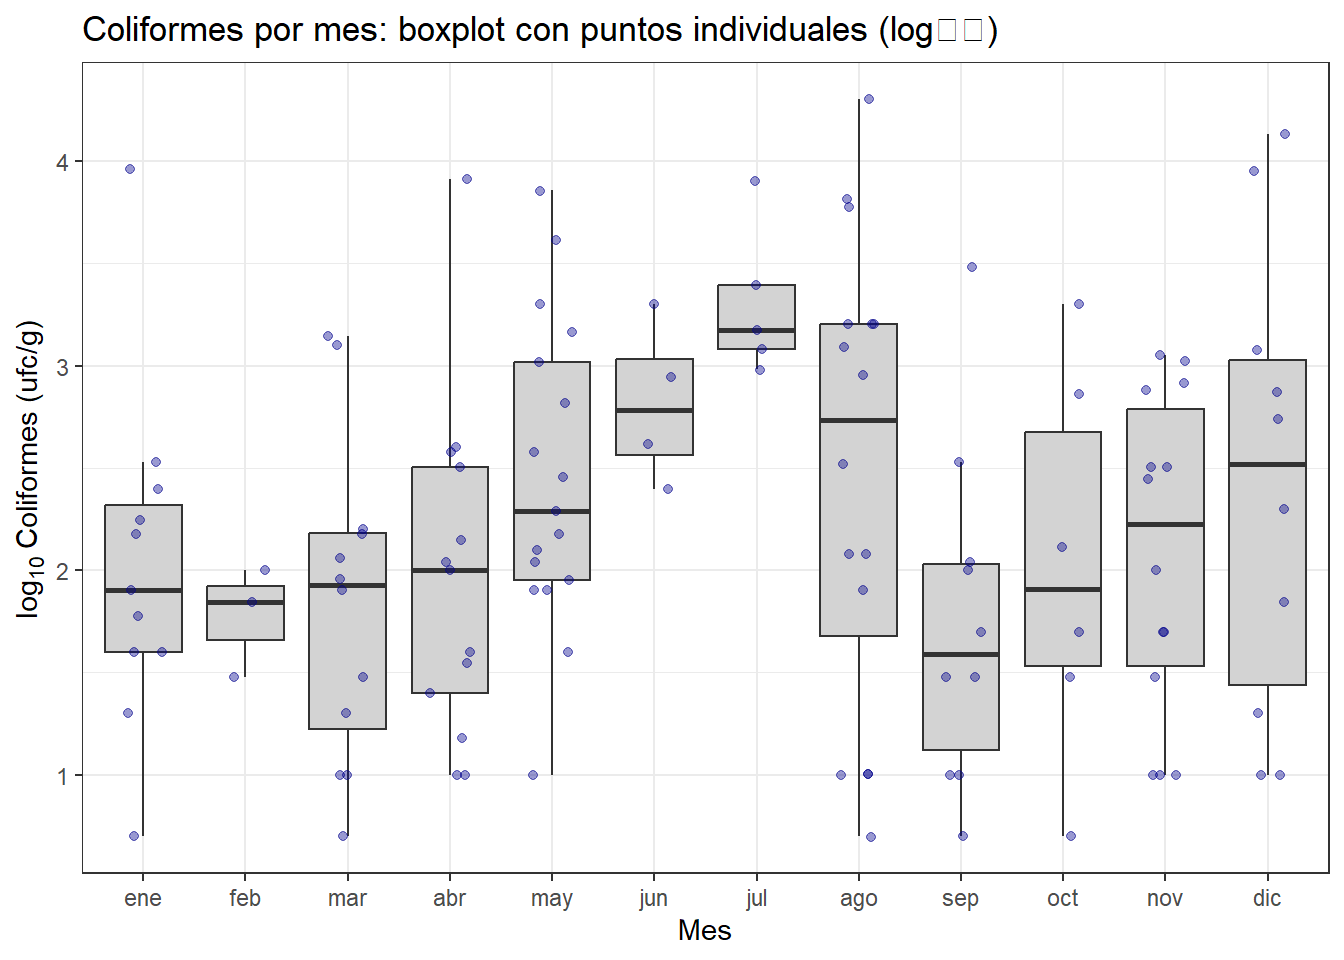 Coliformes por mes: boxplot con puntos individuales (log□□)
log₁₀ Coliformes (ufc/g)
4
3
2
1
ene feb mar abr may jun jul ago sep oct nov dic
Mes